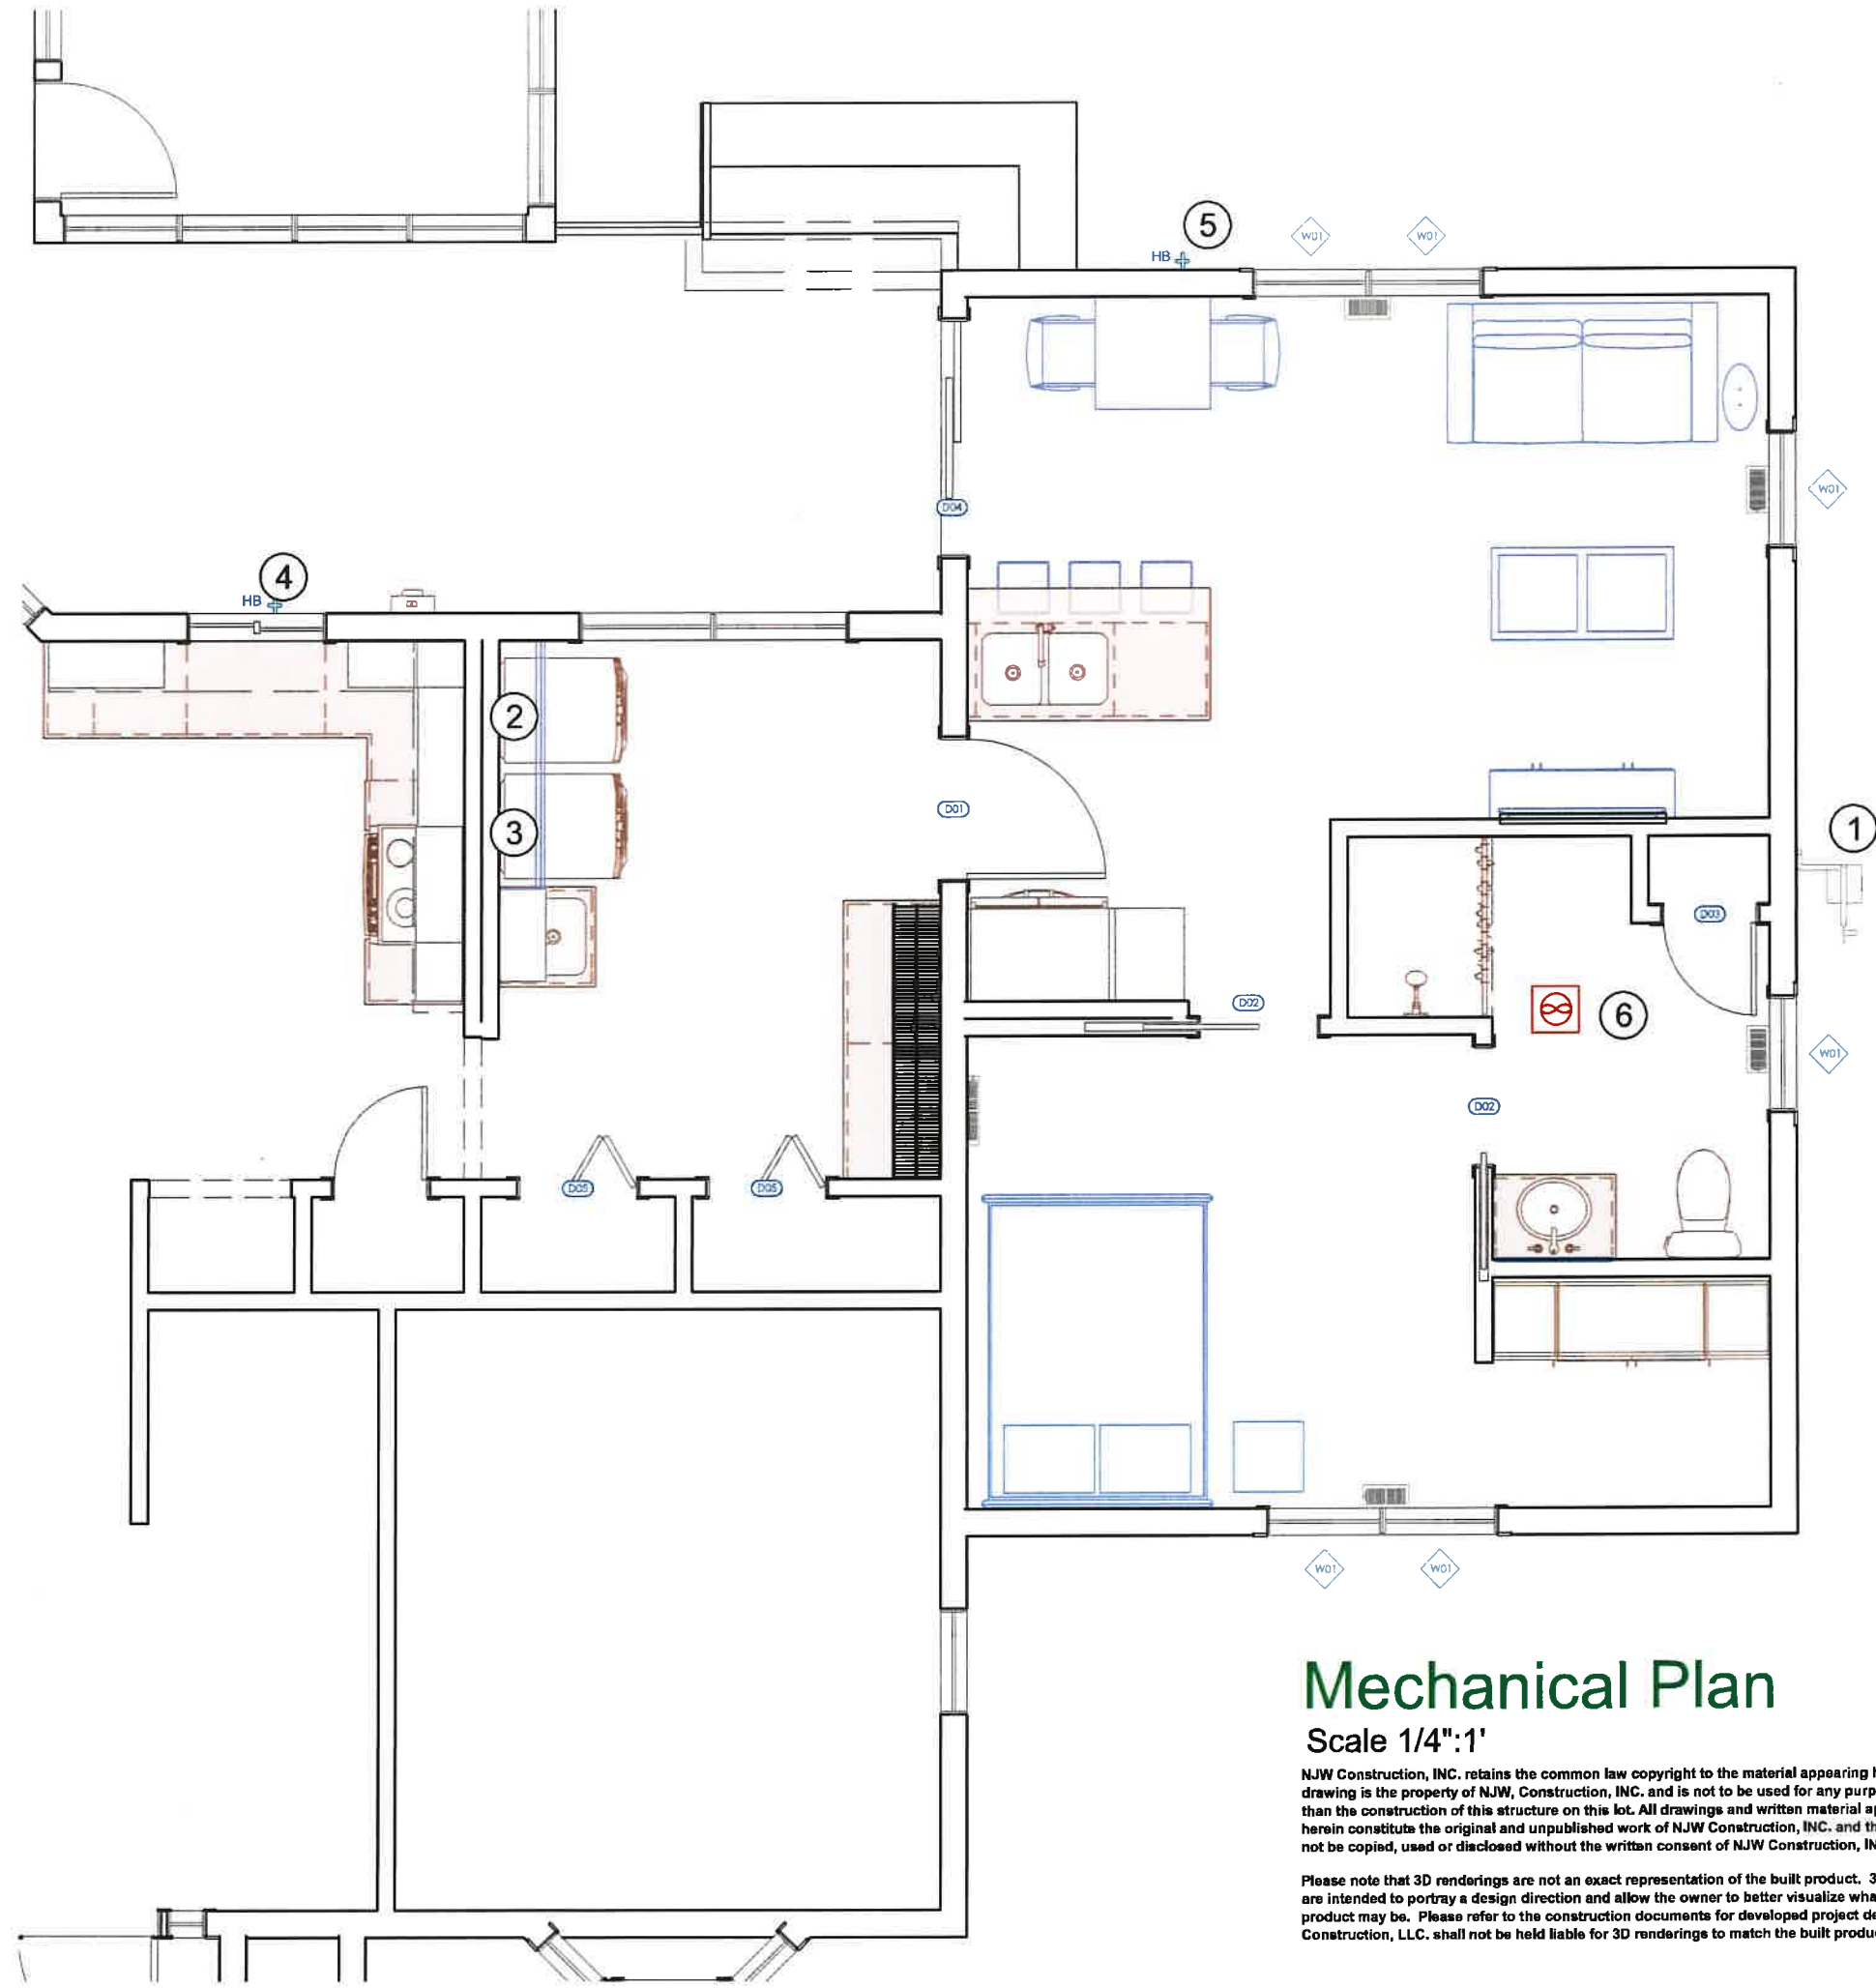 5
W01
W01
HB
W01
D04
4
HB
2
D01
1
3
D03
D02
6
W01
D02
D05
D05
W01
W01
Mechanical Plan
Scale 1/4":1'
NJW Construction, INC. retains the common law copyright to the material appearing
drawing is the property of NJW, Construction, INC. and is not to be used for any
than the construction of this structure on this lot. All drawings and written material
herein constitute the original and unpublished work of NJW Construction, INC. and
not be copied, used or disclosed without the written consent of NJW Construction,
Please note that 3D renderings are not an exact representation of the built product.
are intended to portray a design direction and allow the owner to better visualize
product may be. Please refer to the construction documents for developed project
Construction, LLC. shall not be held liable for 3D renderings to match the built